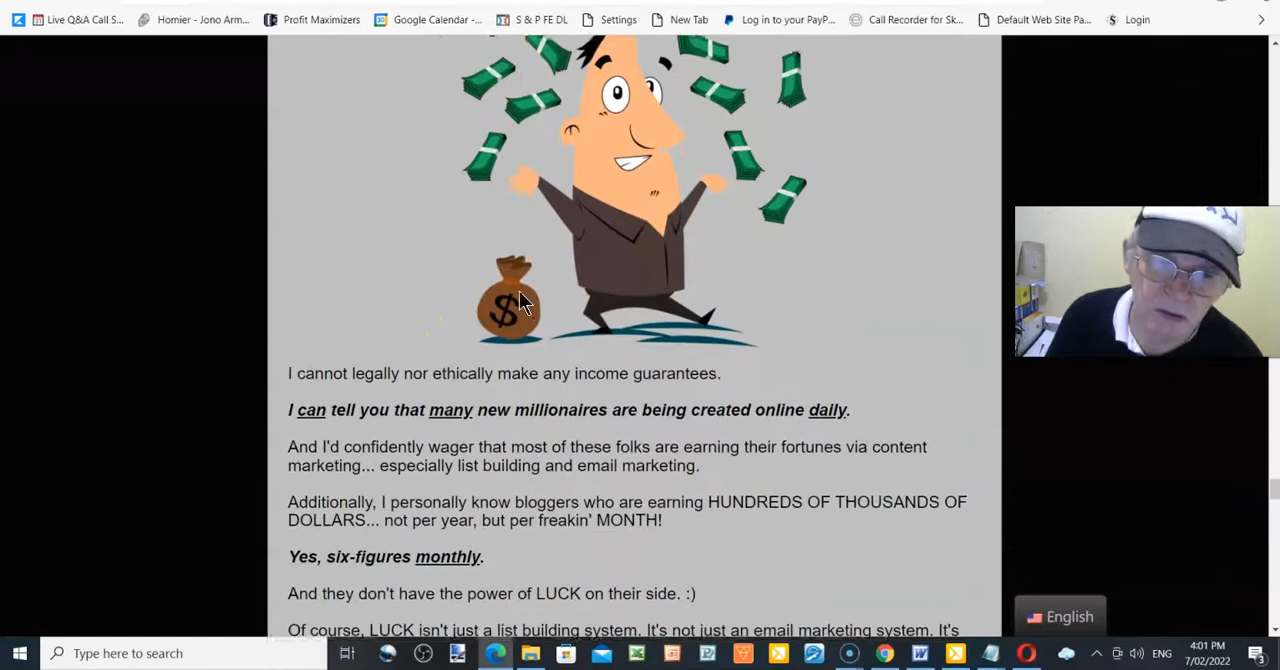 Live Q&A Call S...
Homier - Jono Arm...
Profit Maximizers
Google Calendar -...
S & P FE DL
Settings
New Tab
Log in to your PayP...
Call Recorder for Sk...
Default Web Site Pa...
Login
$
I cannot legally nor ethically make any income guarantees.
I can tell you that many new millionaires are being created online daily.
And I'd confidently wager that most of these folks are earning their fortunes via content
marketing... especially list building and email marketing.
Additionally, I personally know bloggers who are earning HUNDREDS OF THOUSANDS OF
DOLLARS... not per year, but per freakin' MONTH!
Yes, six-figures monthly.
And they don't have the power of LUCK on their side. :)
Of course, LUCK isn't just a list building system. It's not just an email marketing system. It's
English
Type here to search
ENG
4:01 PM
7/02/2022